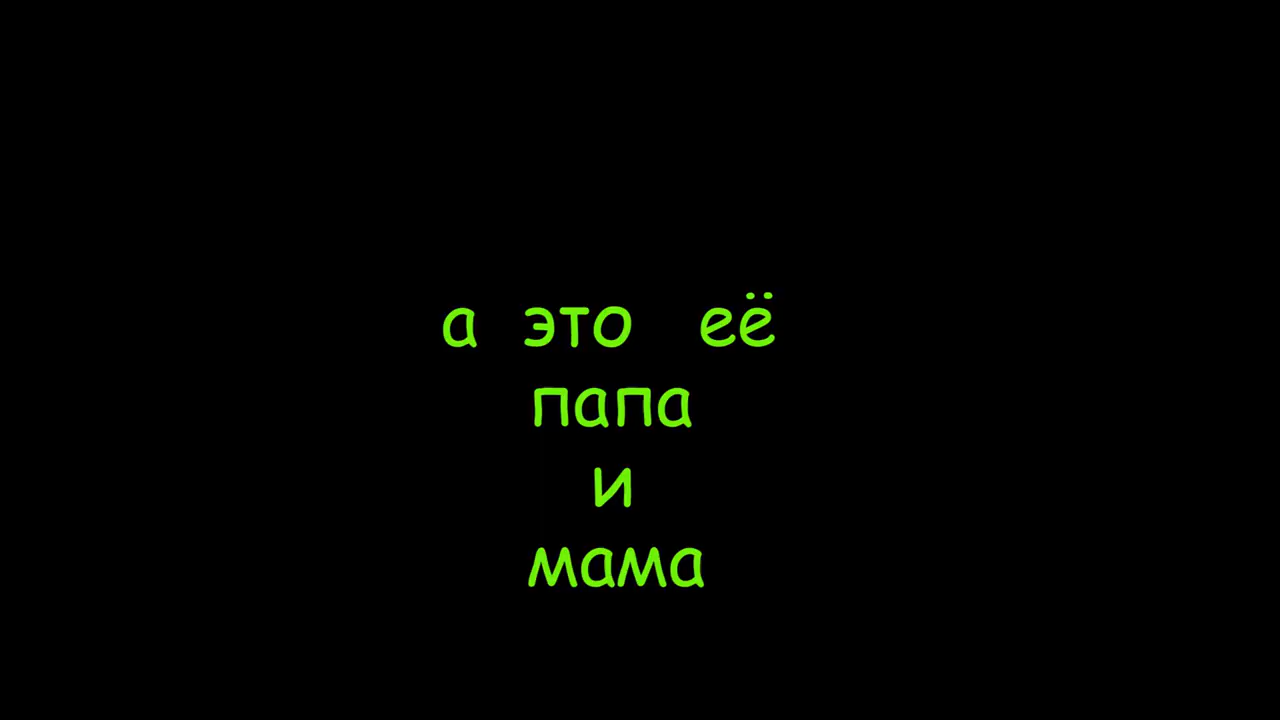 а это её
папа
и
мама